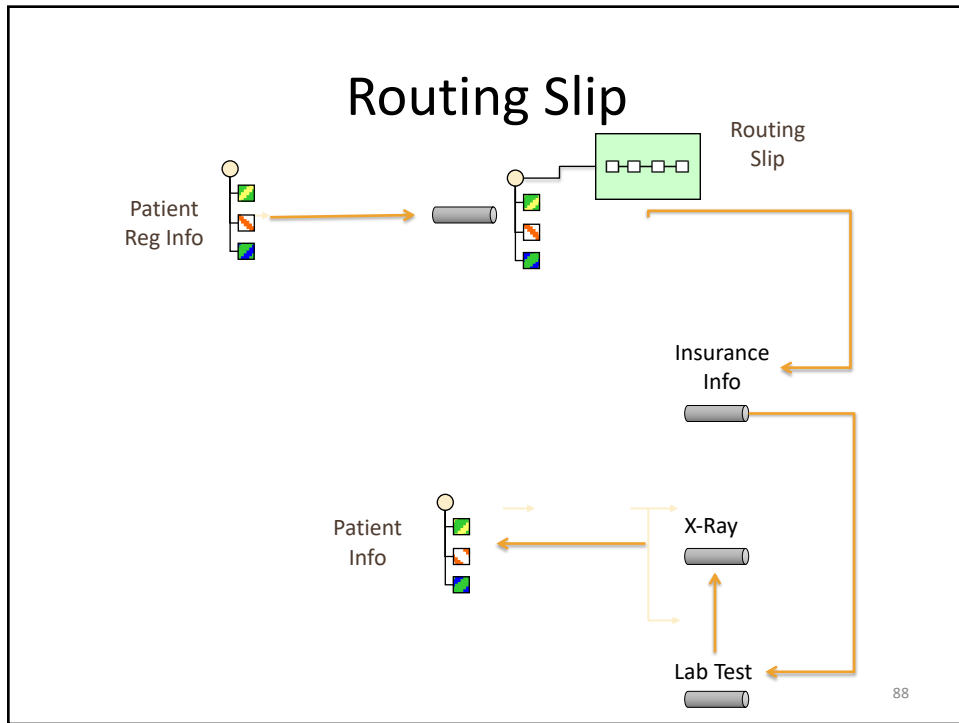 Routing Slip
Routing
Slip
Patient
Reg Info
Insurance
Info
Patient
Info
X-Ray
Lab Test
88